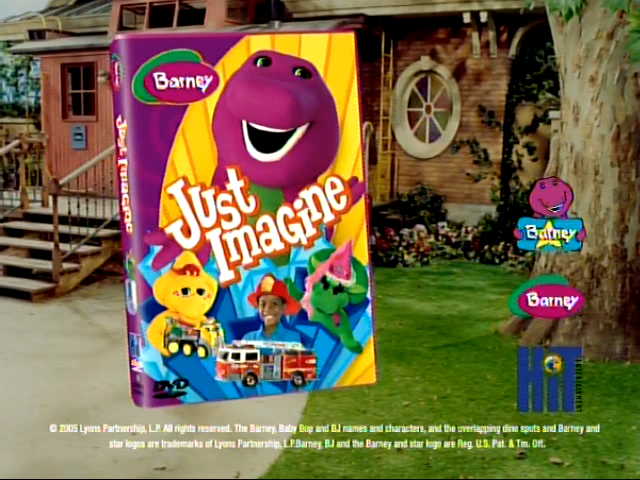 Barney
Just Imagine
Just
Imagine
DVD
Barney
Barney
HiT
ENTERTAINMENT
© 2005 Lyons Partnership, L.P. All rights reserved. The Barney, Baby Bop and BJ names and characters, and the overlapping dino spots and Barney and
star logos are trademarks of Lyons Partnership, L.P.Barney, BJ and the Barney and star logo are Reg. U.S. Pat. & Tm. Off.